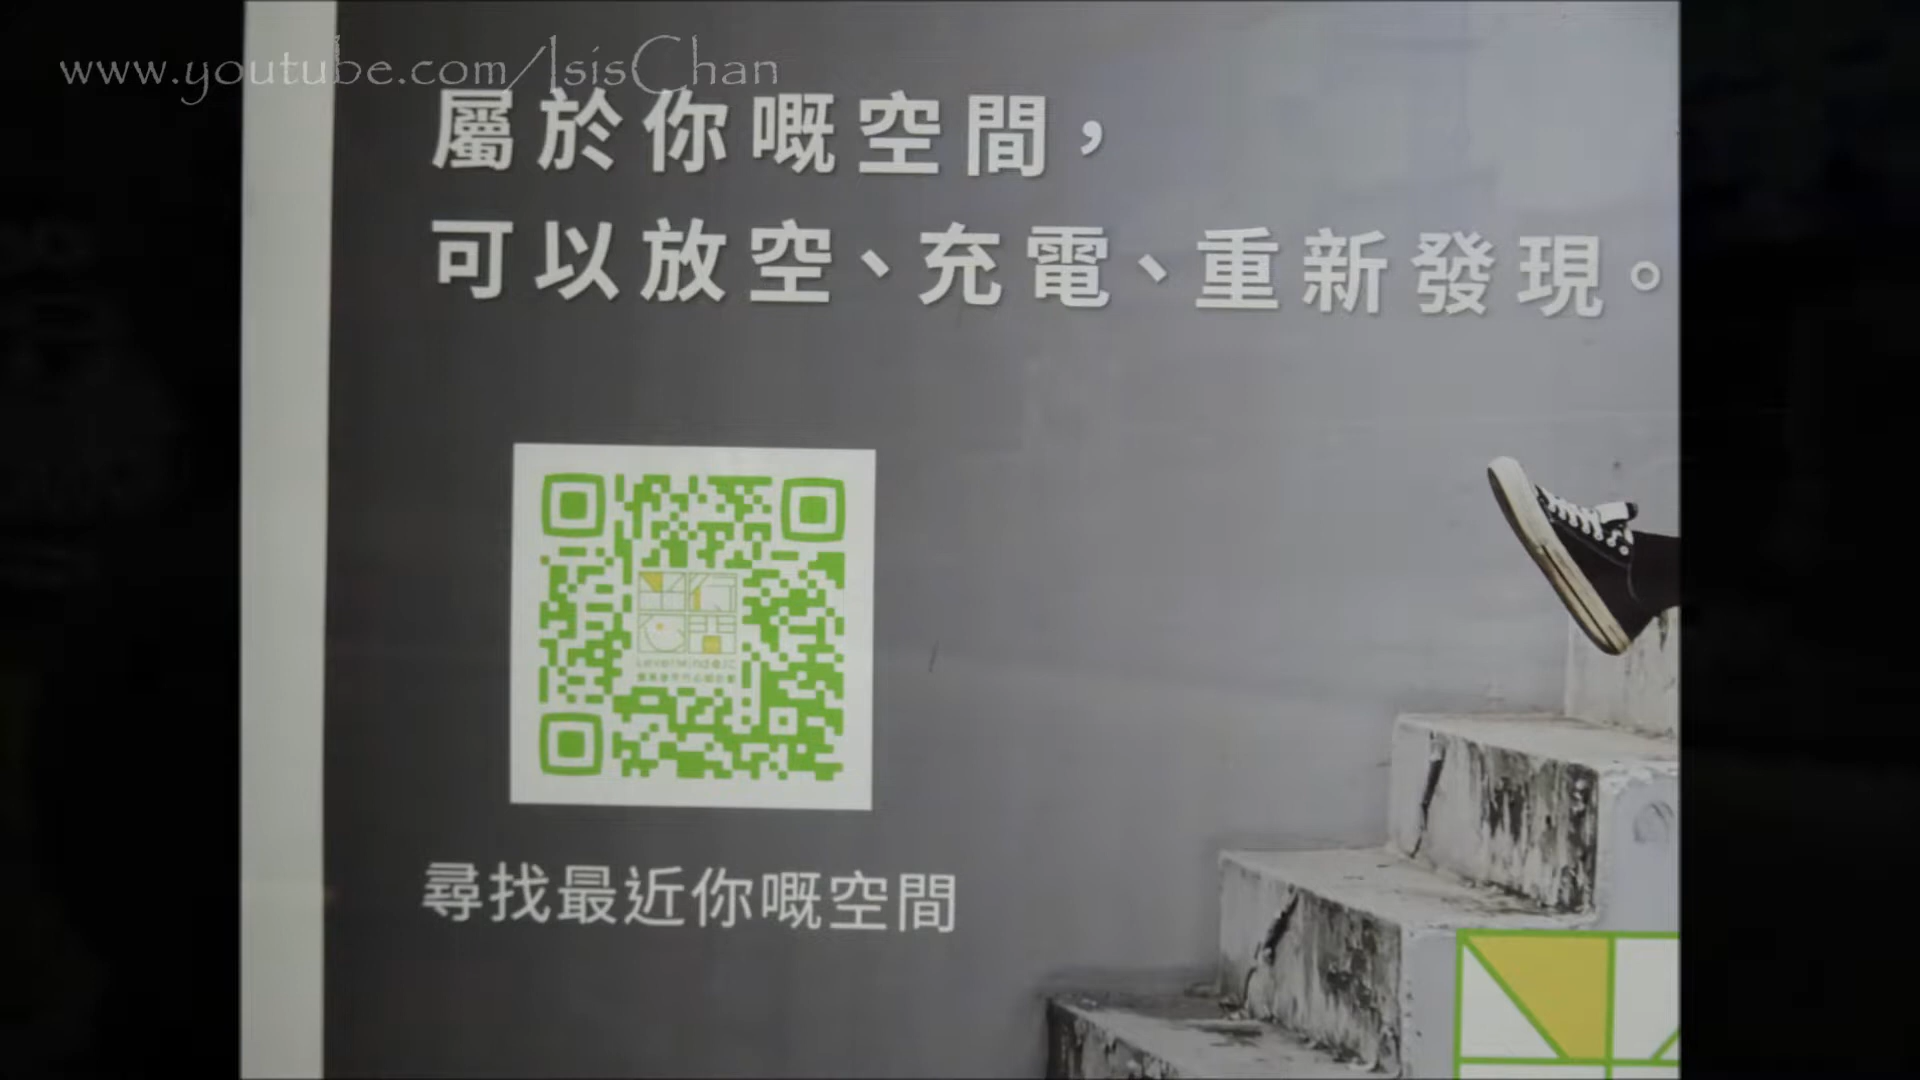 www.youtube.com/IsisChan
屬於你嘅空間，
可以放空、充電、重新發現。
LevelMind@JC
尋找最近你嘅空間